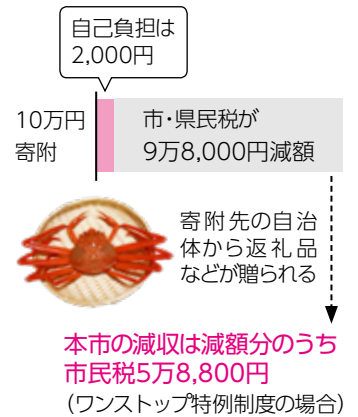 自己負担は
2,000円
10万円
寄附
市・県民税が
9万8,000円減額
寄附先の自治
体から返礼品
などが贈られる
本市の減収は減額分のうち
市民税5万8,800円
(ワンストップ特例制度の場合)